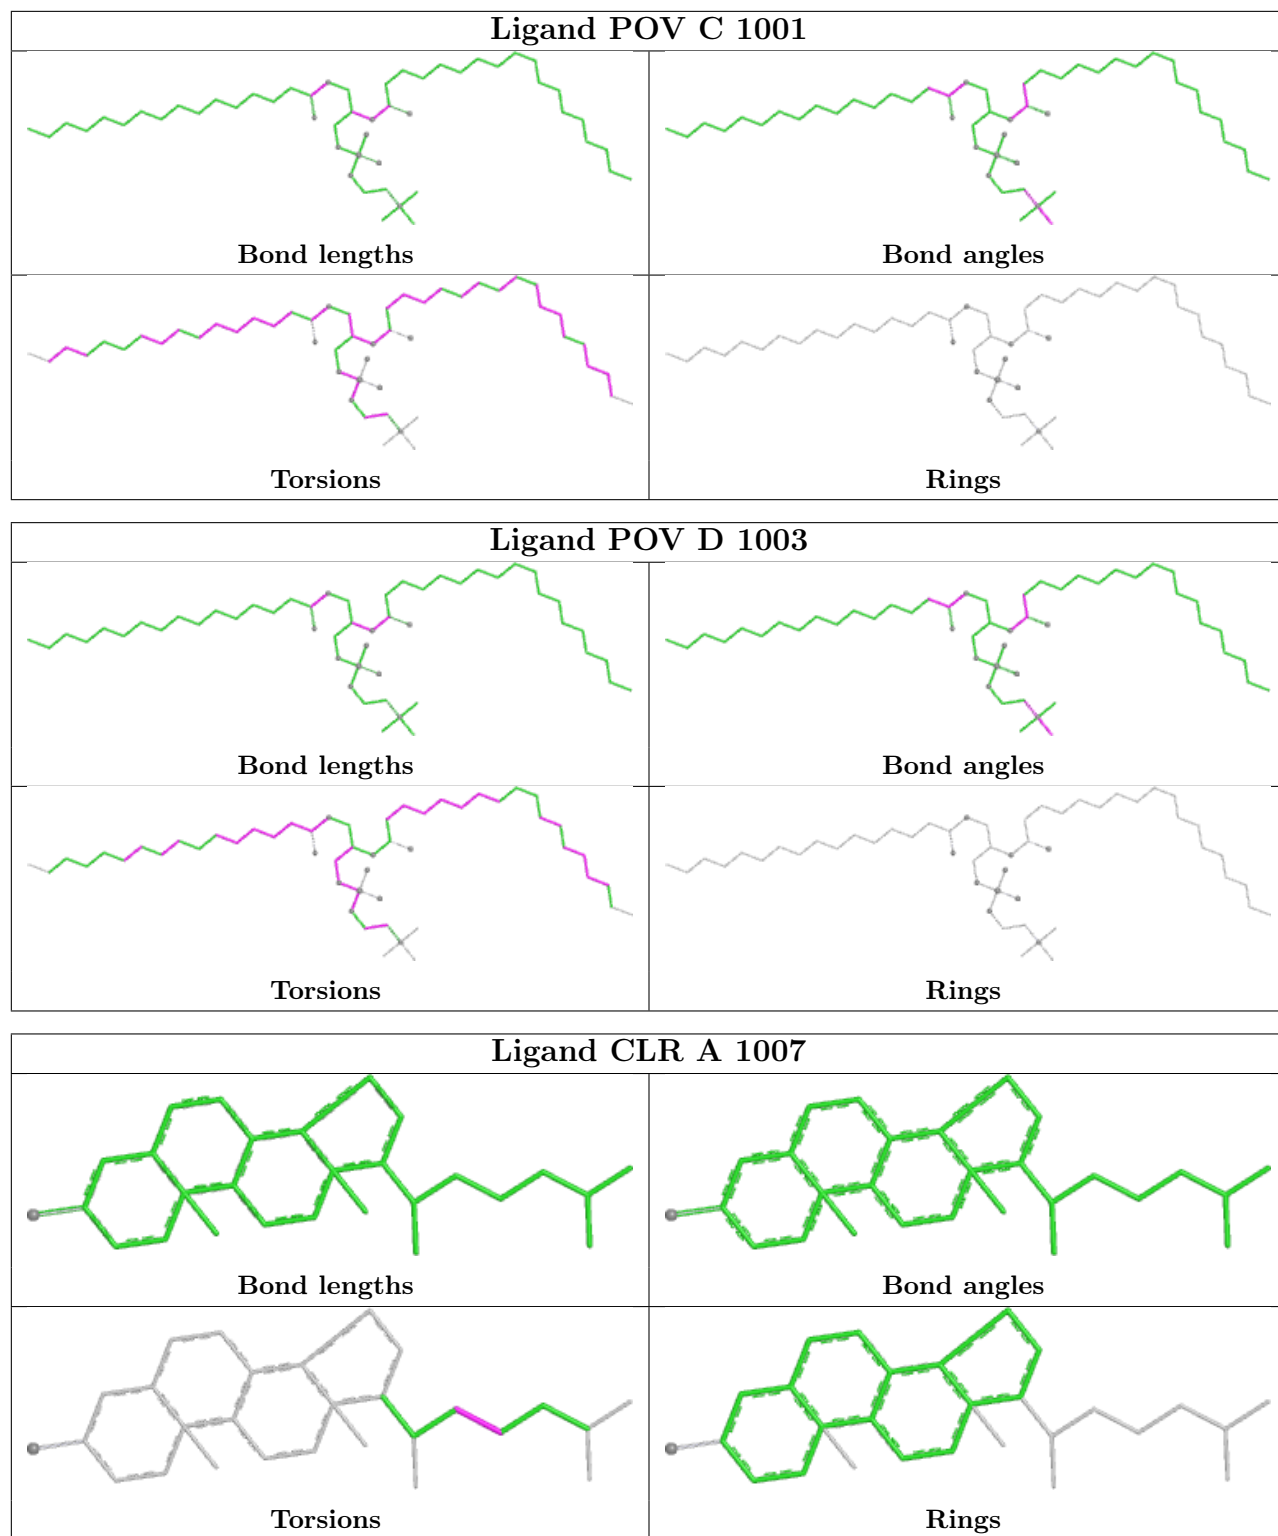 Ligand POV C 1001
Bond lengths
Bond angles
Torsions
Rings
Ligand POV D 1003
Bond lengths
Bond angles
Torsions
Rings
Ligand CLR A 1007
Bond lengths
Bond angles
Torsions
Rings